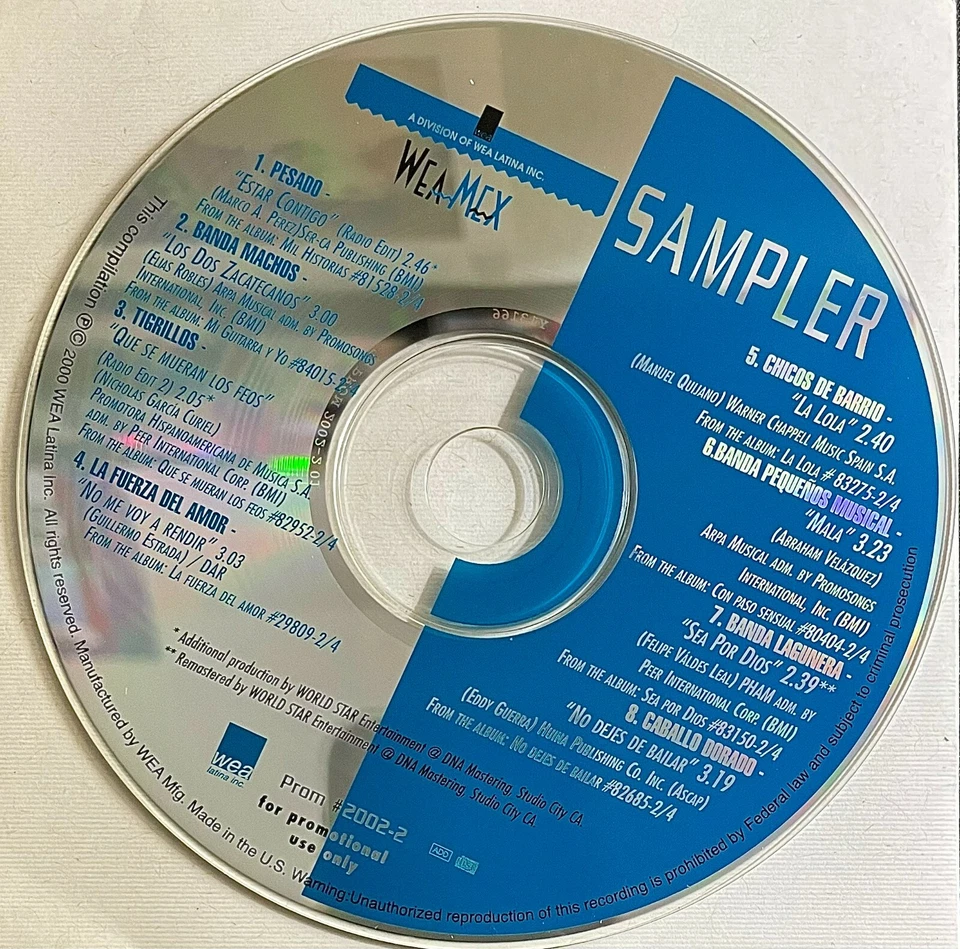 A DIVISION OF WEA LATINA INC.
WEA-MEX
SAMPLER
1. PESADO -
"ESTAR CONTIGO" (RADIO EDIT) 2.46*
(MARCO A. PEREZ)SER-CA PUBLISHING (BMI)
FROM THE ALBUM: MIL HISTORIAS #81528-2/4
2. BANDA MACHOS -
"LOS DOS ZACATECANOS" 3.00
(ELIAS ROBLES) ARPA MUSICAL ADM. BY PROMOSONGS
INTERNATIONAL, INC. (BMI)
FROM THE ALBUM: MI GUITARRA Y YO #84015-2/4
3. TIGRILLOS -
"QUE SE MUERAN LOS FEOS"
(RADIO EDIT 2) 2.05*
(NICHOLAS GARCIA CURIEL)
PROMOTORA HISPANOAMERICANA DE MUSICA S.A.
ADM. BY PEER INTERNATIONAL CORP. (BMI)
FROM THE ALBUM: QUE SE MUERAN LOS FEOS #82952-2/4
4. LA FUERZA DEL AMOR -
"NO ME VOY A RENDIR" 3.03
(GUILLERMO ESTRADA) / DAR
FROM THE ALBUM: LA FUERZA DEL AMOR #29809-2/4
5. CHICOS DE BARRIO -
"LA LOLA" 2.40
(MANUEL QUIJANO) WARNER CHAPPELL MUSIC SPAIN S.A.
FROM THE ALBUM: LA LOLA # 83275-2/4
6.BANDA PEQUEÑOS MUSICAL -
"MALA" 3.23
(ABRAHAM VELAZQUEZ)
ARPA MUSICAL ADM. BY PROMOSONGS
INTERNATIONAL, INC. (BMI)
FROM THE ALBUM: CON PASO SENSUAL #80404-2/4
7. BANDA LAGUNERA -
"SEA POR DIOS" 2.39**
(FELIPE VALDES LEAL) PHAM ADM. BY
PEER INTERNATIONAL CORP. (BMI)
FROM THE ALBUM: SEA POR DIOS #83150-2/4
8. CABALLO DORADO -
"NO DEJES DE BAILAR" 3.19
(EDDY GUERRA) HUINA PUBLISHING CO. INC. (ASCAP)
FROM THE ALBUM: NO DEJES DE BAILAR #82685-2/4
* Additional production by WORLD STAR Entertainment @ DNA Mastering, Studio City CA.
** Remastered by WORLD STAR Entertainment @ DNA Mastering, Studio City CA.
wea
latina inc.
Prom #2002-2
for promotional
use only
ADD
This compilation ℗© 2000 WEA Latina Inc. All rights reserved. Manufactured by WEA Mfg. Made in the U.S. Warning:Unauthorized reproduction of this recording is prohibited by Federal law and subject to criminal prosecution